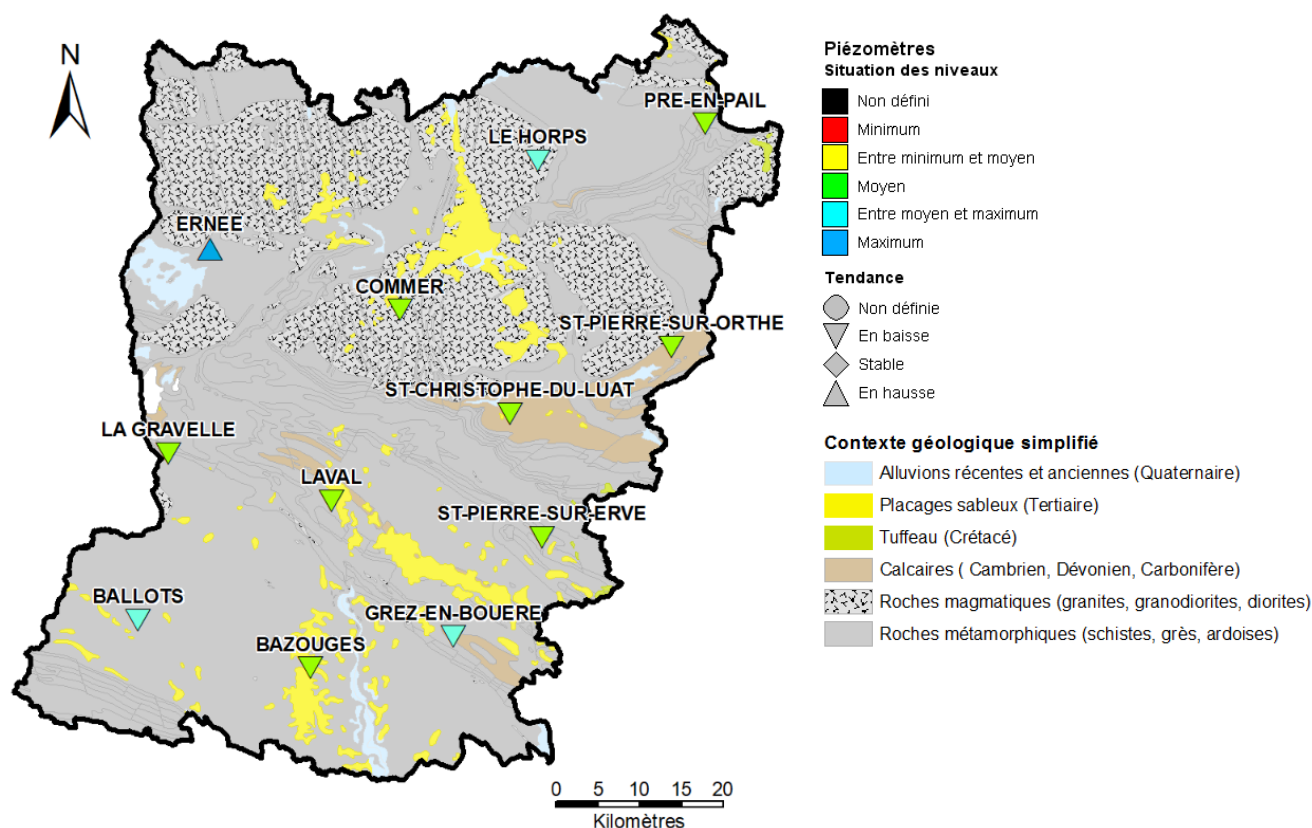 N
PRE-EN-PAIL
LE HORPS
ERNEE
COMMER
ST-PIERRE-SUR-ORTHE
ST-CHRISTOPHE-DU-LUAT
LA GRAVELLE
LAVAL
ST-PIERRE-SUR-ERVE
BALLOTS
GREZ-EN-BOUERE
BAZOUGES
0 5 10 15 20
Kilomètres
Piézomètres
Situation des niveaux
Non défini
Minimum
Entre minimum et moyen
Moyen
Entre moyen et maximum
Maximum
Tendance
Non définie
En baisse
Stable
En hausse
Contexte géologique simplifié
Alluvions récentes et anciennes (Quaternaire)
Placages sableux (Tertiaire)
Tuffeau (Crétacé)
Calcaires ( Cambrien, Dévonien, Carbonifère)
Roches magmatiques (granites, granodiorites, diorites)
Roches métamorphiques (schistes, grès, ardoises)